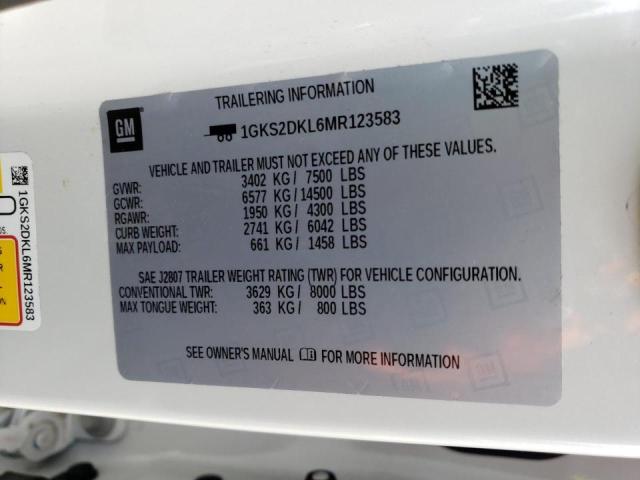 GM
TRAILERING INFORMATION
1GKS2DKL6MR123583
VEHICLE AND TRAILER MUST NOT EXCEED ANY OF THESE VALUES.
GVWR: 3402 KG / 7500 LBS
GCWR: 6577 KG / 14500 LBS
RGAWR: 1950 KG / 4300 LBS
CURB WEIGHT: 2741 KG / 6042 LBS
MAX PAYLOAD: 661 KG / 1458 LBS
SAE J2807 TRAILER WEIGHT RATING (TWR) FOR VEHICLE CONFIGURATION.
CONVENTIONAL TWR: 3629 KG / 8000 LBS
MAX TONGUE WEIGHT: 363 KG / 800 LBS
SEE OWNER'S MANUAL FOR MORE INFORMATION
1GKS2DKL6MR123583